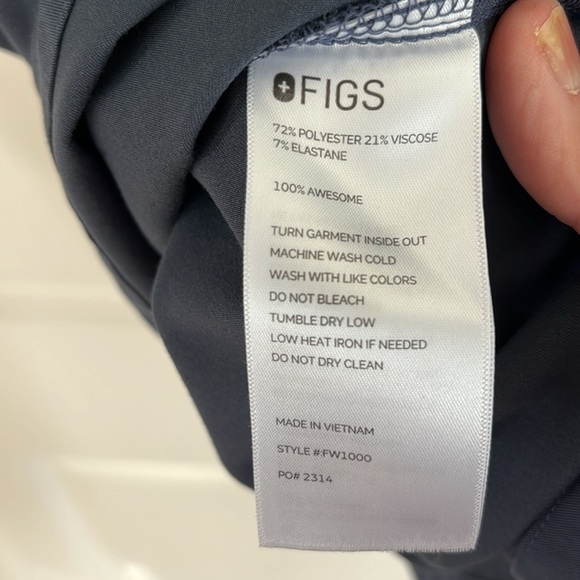 FIGS
72% POLYESTER 21% VISCOSE
7% ELASTANE
100% AWESOME
TURN GARMENT INSIDE OUT
MACHINE WASH COLD
WASH WITH LIKE COLORS
DO NOT BLEACH
TUMBLE DRY LOW
LOW HEAT IRON IF NEEDED
DO NOT DRY CLEAN
MADE IN VIETNAM
STYLE #:FW1000
PO# 2314